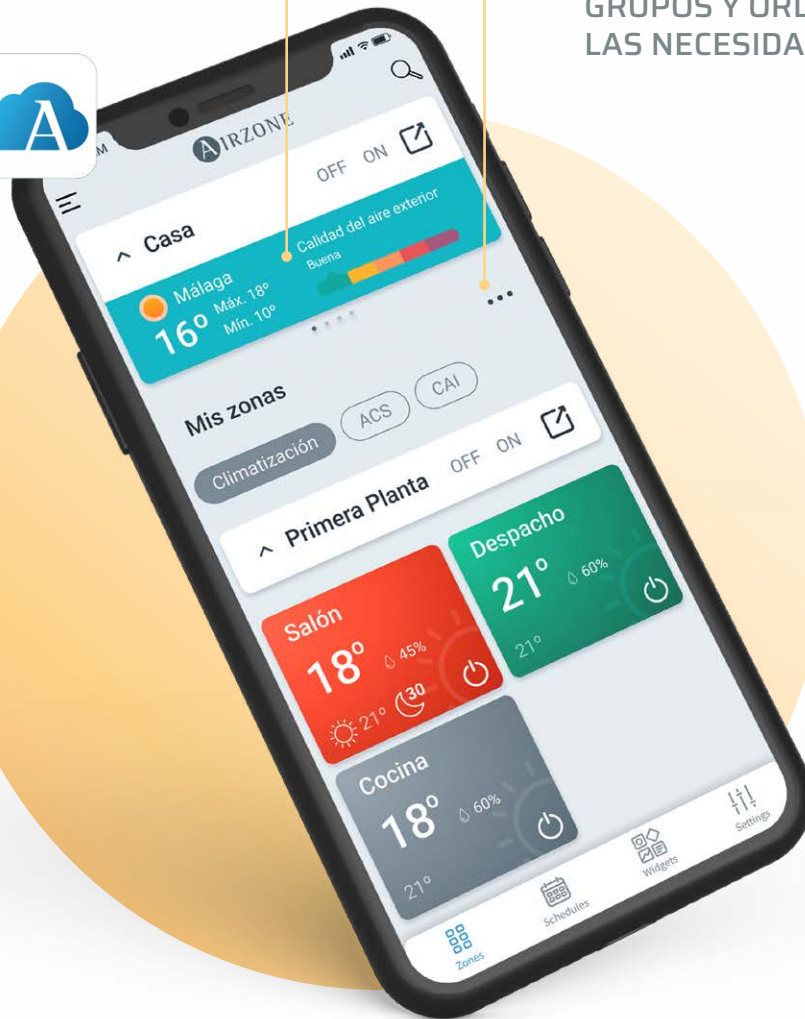 GRUPOS Y
LAS NECESIDA
A
M
AIRZONE
Casa
OFF ON
Málaga
16º
Máx. 18º
Mín. 10º
Calidad del aire exterior
Buena
Mis zonas
Climatización
ACS
CAI
Primera Planta
OFF ON
Salón
18º
45%
21º
30
Despacho
21º
60%
21º
Cocina
18º
60%
21º
Zones
Schedules
Widgets
Settings